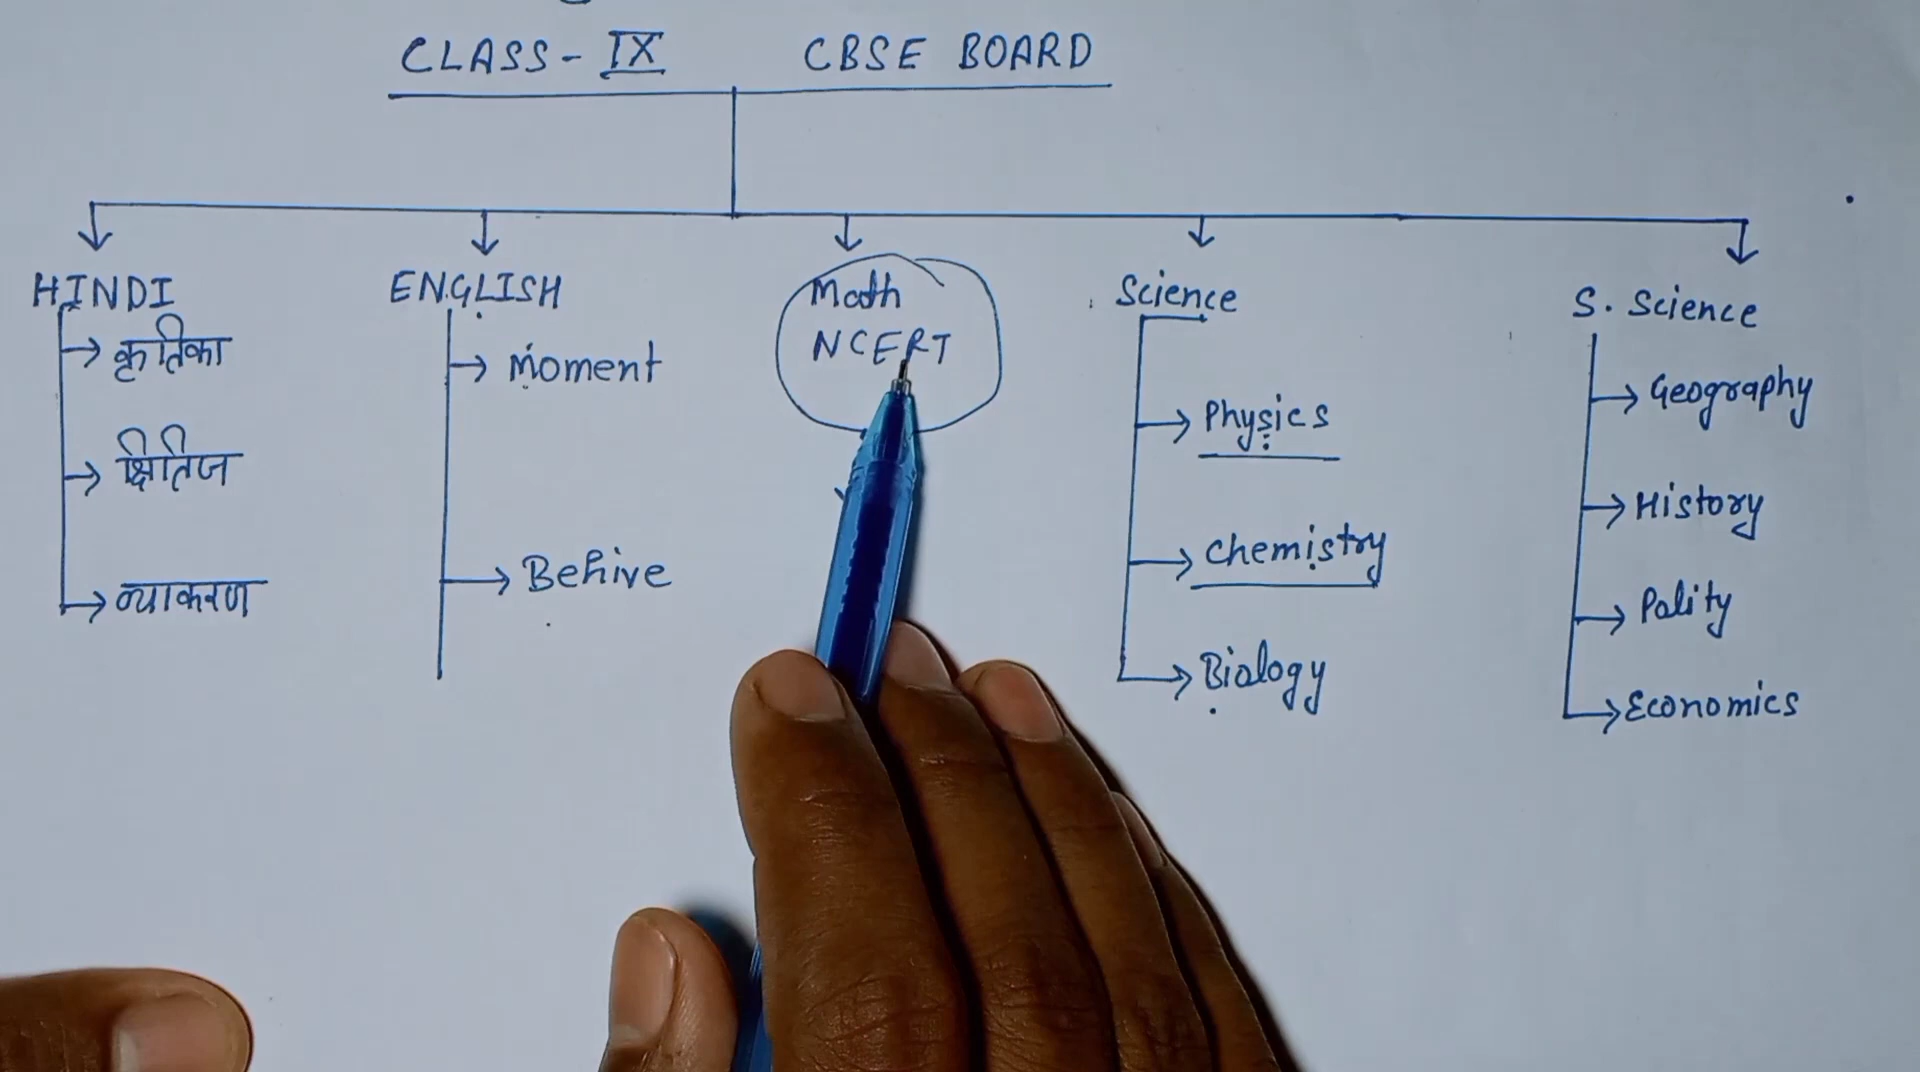 CLASS - IX CBSE BOARD
HINDI
कृतिका
क्षितिज
व्याकरण
ENGLISH
Moment
Behive
Math
NCERT
Science
Physics
Chemistry
Biology
S. Science
Geography
History
Pality
Economics